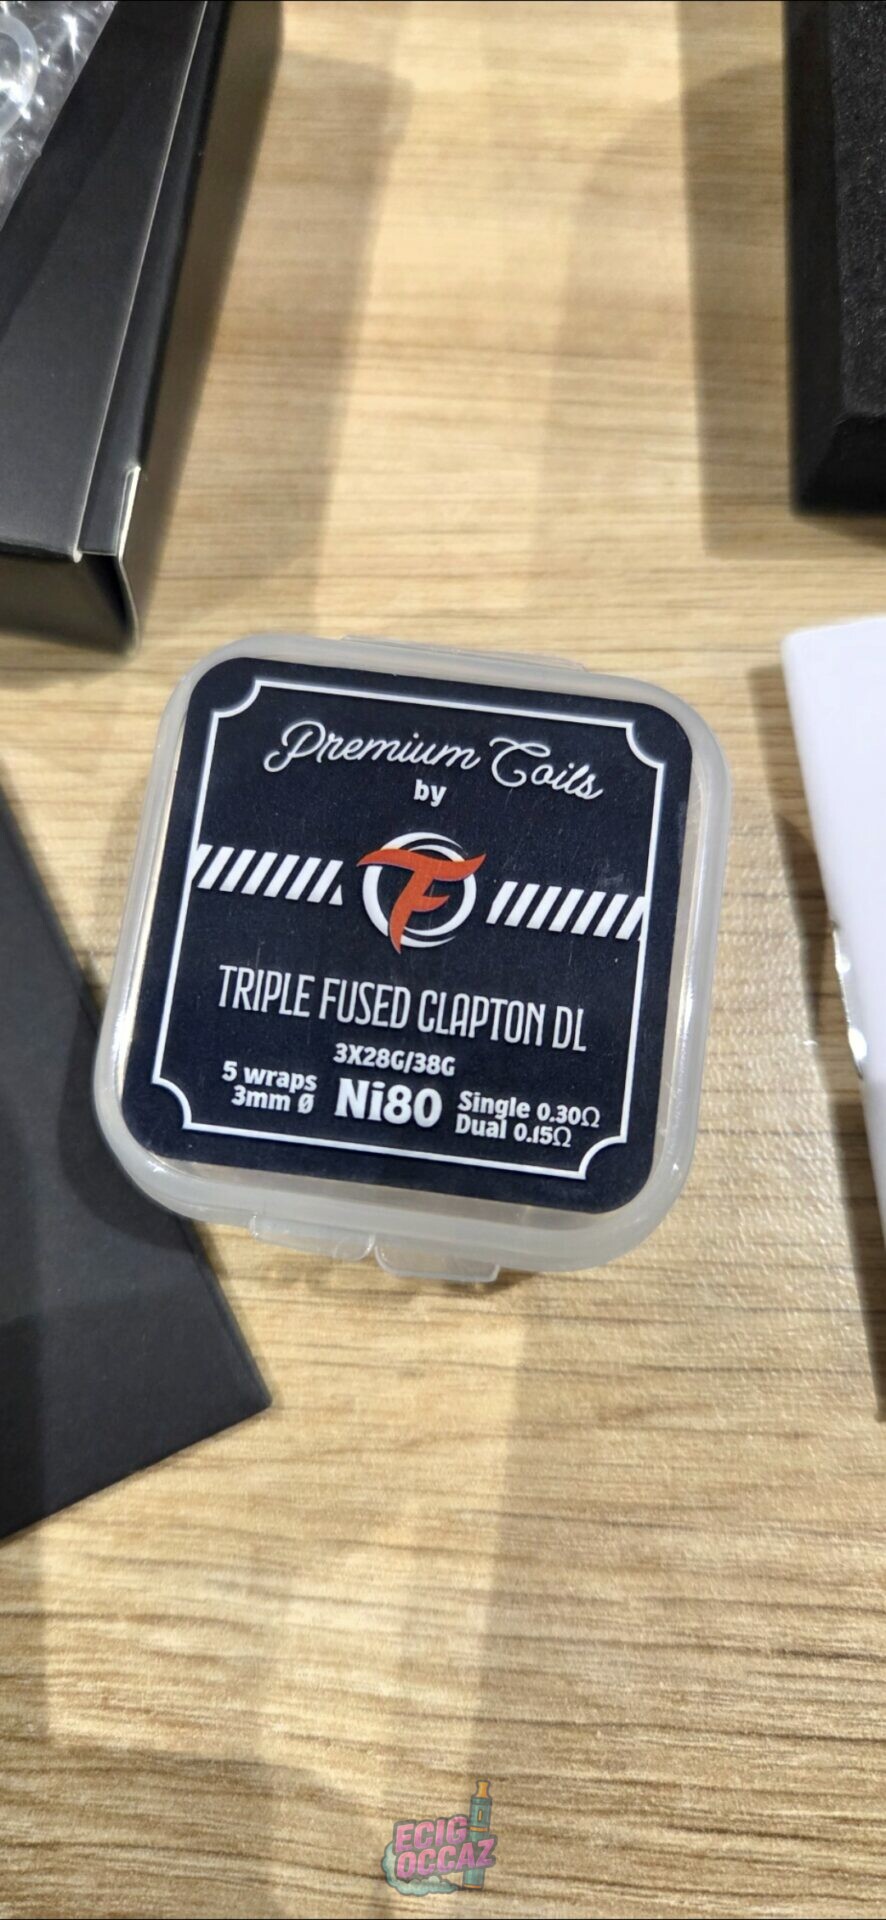 Premium Coils
by
TF
TRIPLE FUSED CLAPTON DL
3X28G/38G
5 wraps
3mm Ø
Ni80
Single 0.30Ω
Dual 0.15Ω
ECIG
OCCAZ